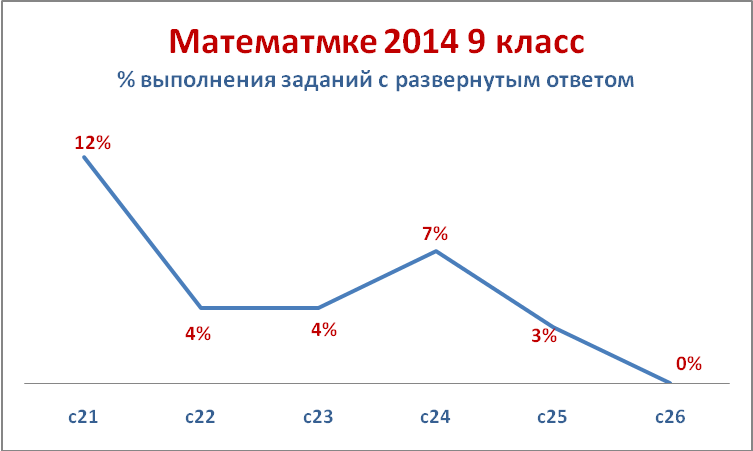 Математмке 2014 9 класс
% выполнения заданий с развернутым ответом
12%
7%
4%
4%
3%
0%
с21 с22 с23 с24 с25 с26